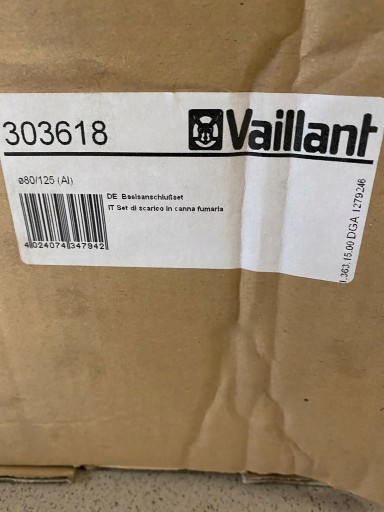 303618
Vaillant
ø80/125 (Al)
DE Basisanschlußset
IT Set di scarico in canna fumaria
4 024074 347942
1.363.15.00 DGA 1279246